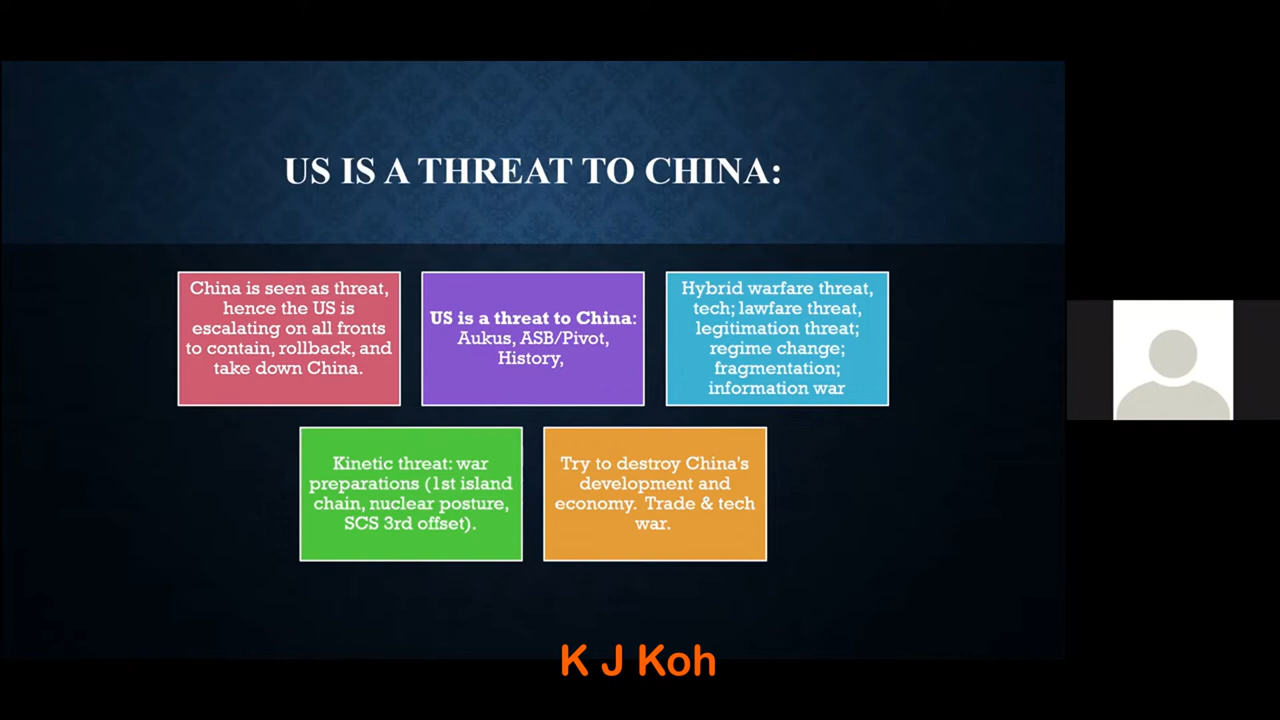 US IS A THREAT TO CHINA:
China is seen as threat,
hence the US is
escalating on all fronts
to contain, rollback, and
take down China.
US is a threat to China:
Aukus, ASB/Pivot,
History,
Hybrid warfare threat,
tech; lawfare threat,
legitimation threat;
regime change;
fragmentation;
information war
Kinetic threat: war
preparations (1st island
chain, nuclear posture,
SCS 3rd offset).
Try to destroy China's
development and
economy. Trade & tech
war.
K J Koh